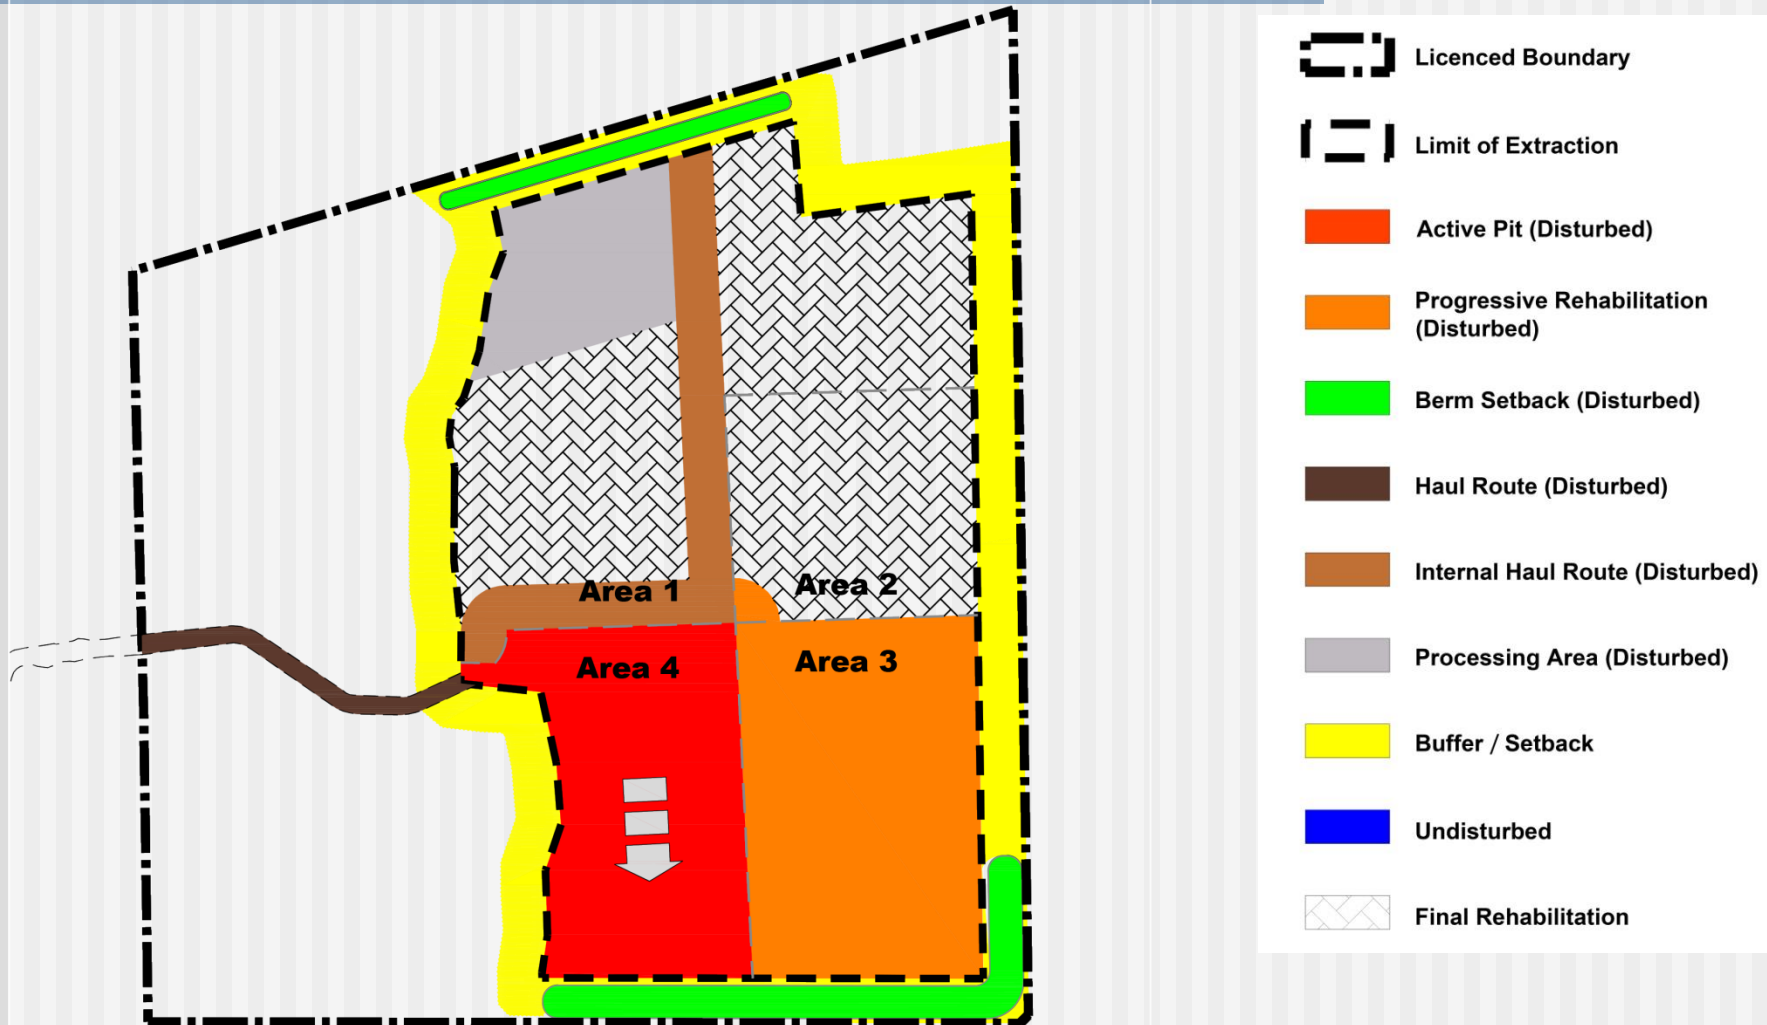 Area 1
Area 2
Area 4
Area 3
Licenced Boundary
Limit of Extraction
Active Pit (Disturbed)
Progressive Rehabilitation
(Disturbed)
Berm Setback (Disturbed)
Haul Route (Disturbed)
Internal Haul Route (Disturbed)
Processing Area (Disturbed)
Buffer / Setback
Undisturbed
Final Rehabilitation